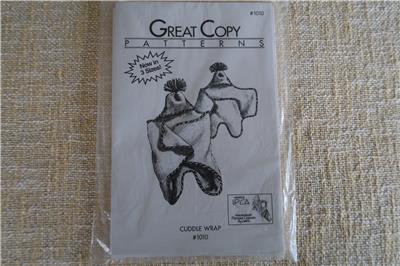 #1010
GREAT COPY
PATTERNS
Now in
3 Sizes!
CUDDLE WRAP
#1010